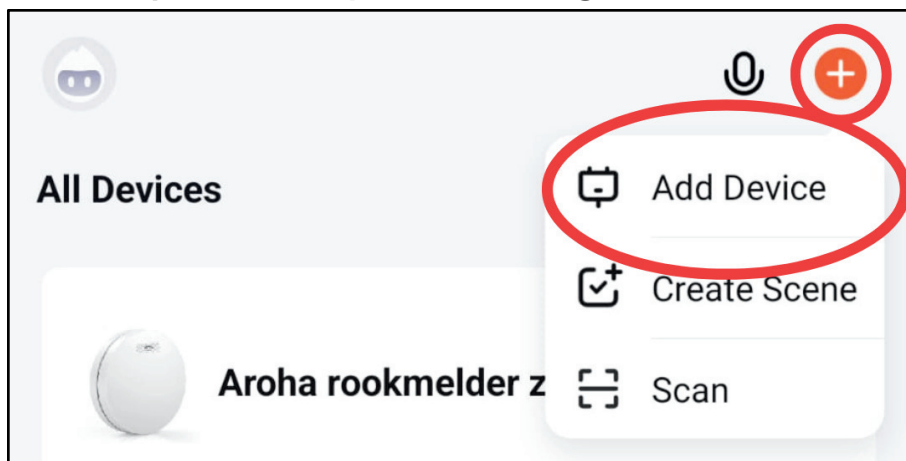 All Devices
Add Device
Create Scene
Aroha rookmelder z
Scan